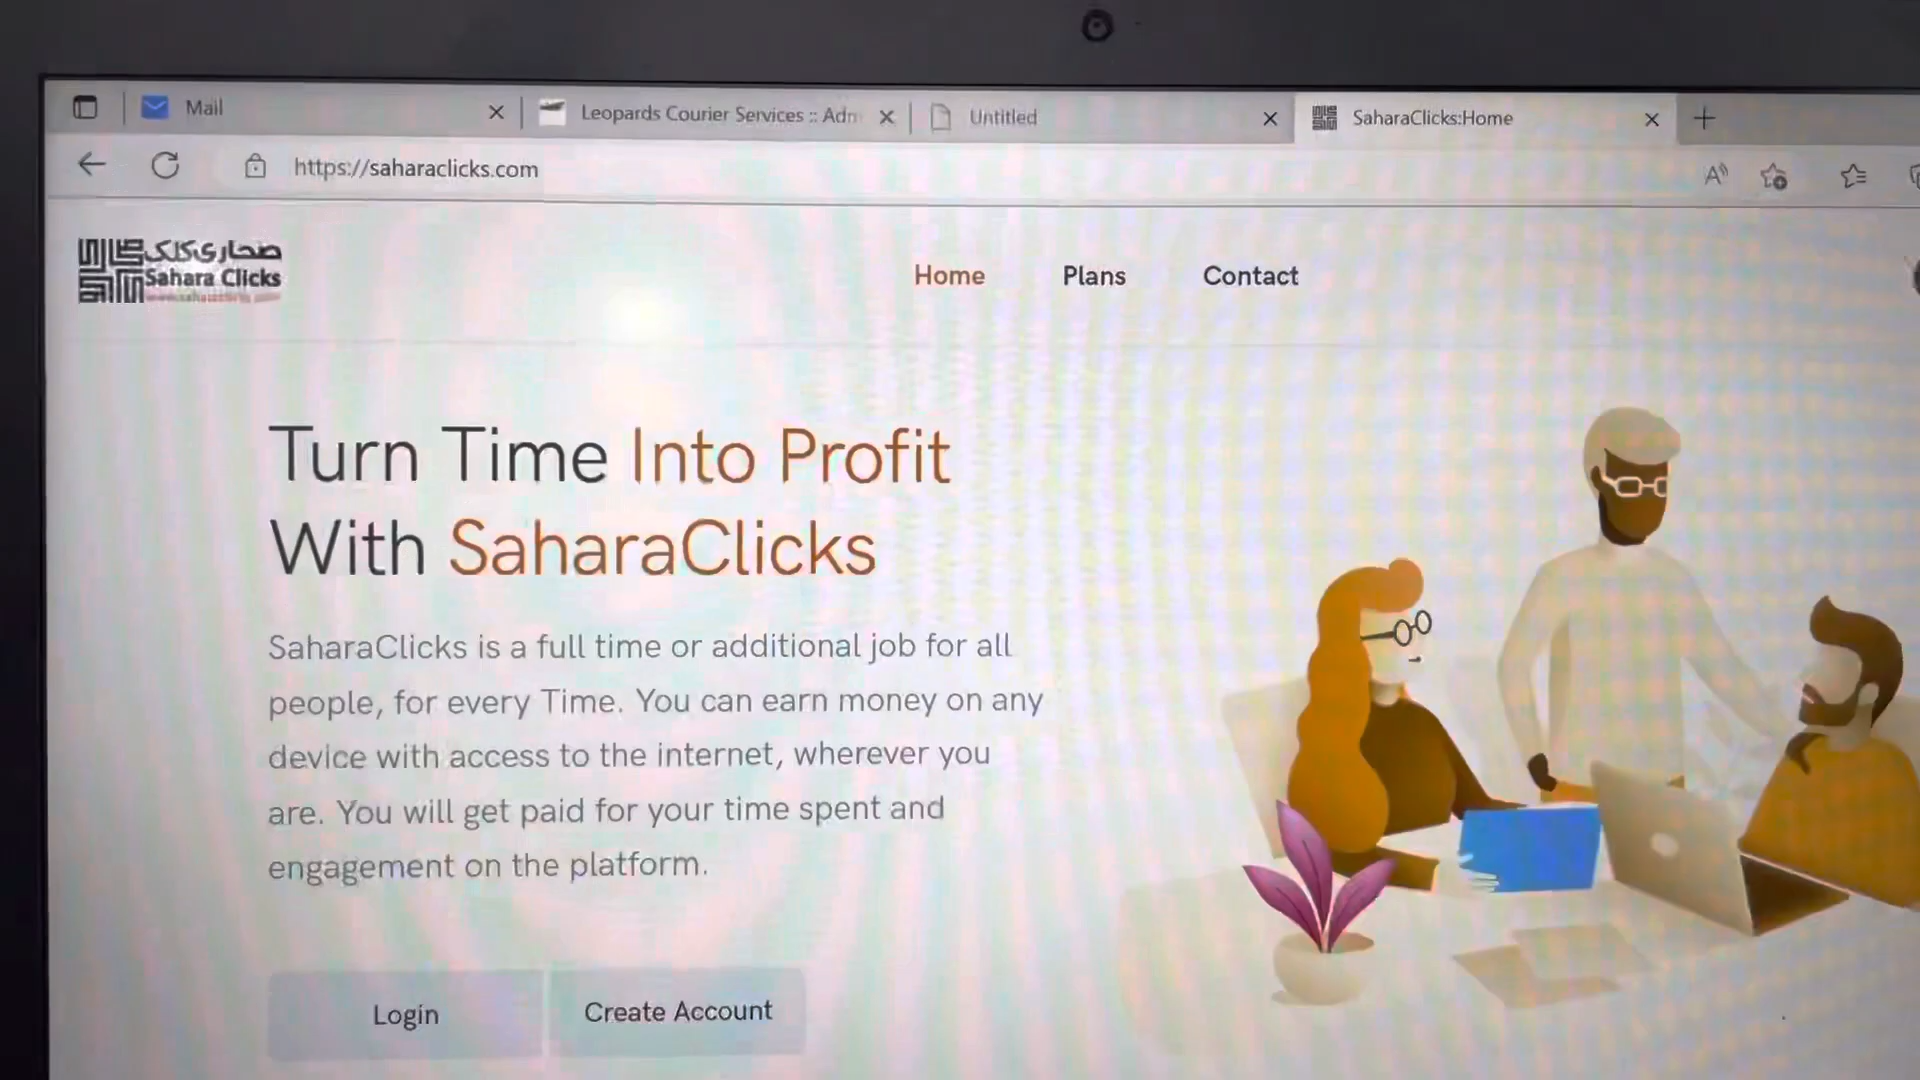 Mail
Leopards Courier Services :: Adn
Untitled
SaharaClicks:Home
https://saharaclicks.com
صحاری کلک
Sahara Clicks
Home
Plans
Contact
Turn Time Into Profit
With SaharaClicks
SaharaClicks is a full time or additional job for all
people, for every Time. You can earn money on any
device with access to the internet, wherever you
are. You will get paid for your time spent and
engagement on the platform.
Login
Create Account